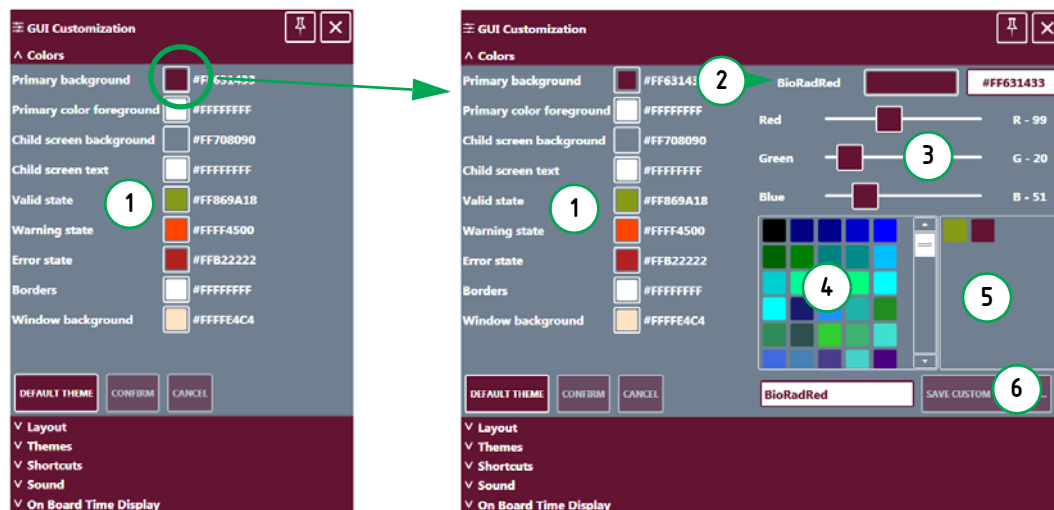 GUI Customization
Colors
Primary background #FF631433
Primary color foreground #FFFFFFFF
Child screen background #FF708090
Child screen text #FFFFFFFF
Valid state 1 #FF869A18
Warning state #FFFF4500
Error state #FFB22222
Borders #FFFFFFFF
Window background #FFFFE4C4
DEFAULT THEME CONFIRM CANCEL
Layout
Themes
Shortcuts
Sound
On Board Time Display
GUI Customization
Colors
Primary background #FF63143 2 BioRadRed #FF631433
Primary color foreground #FFFFFFFF
Child screen background #FF708090
Child screen text #FFFFFFFF
Valid state 1 #FF869A18
Warning state #FFFF4500
Error state #FFB22222
Borders #FFFFFFFF
Window background #FFFFE4C4
Red R - 99
Green 3 G - 20
Blue B - 51
4 5
DEFAULT THEME CONFIRM CANCEL BioRadRed SAVE CUSTOM 6 ...
Layout
Themes
Shortcuts
Sound
On Board Time Display